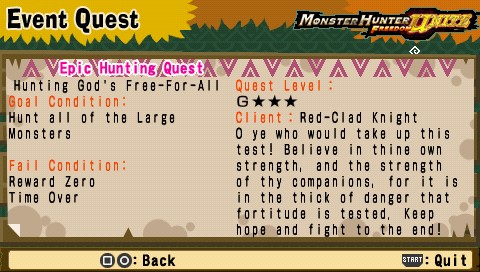 Event Quest
MONSTER HUNTER
FREEDOM UNITE
Epic Hunting Quest
Hunting God's Free-For-All
Goal Condition:
Hunt all of the Large
Monsters
Fail Condition:
Reward Zero
Time Over
Quest Level:
G★★★
Client: Red-Clad Knight
O ye who would take up this
test! Believe in thine own
strength, and the strength
of thy companions, for it is
in the thick of danger that
fortitude is tested. Keep
hope and fight to the end!
□○: Back
START: Quit